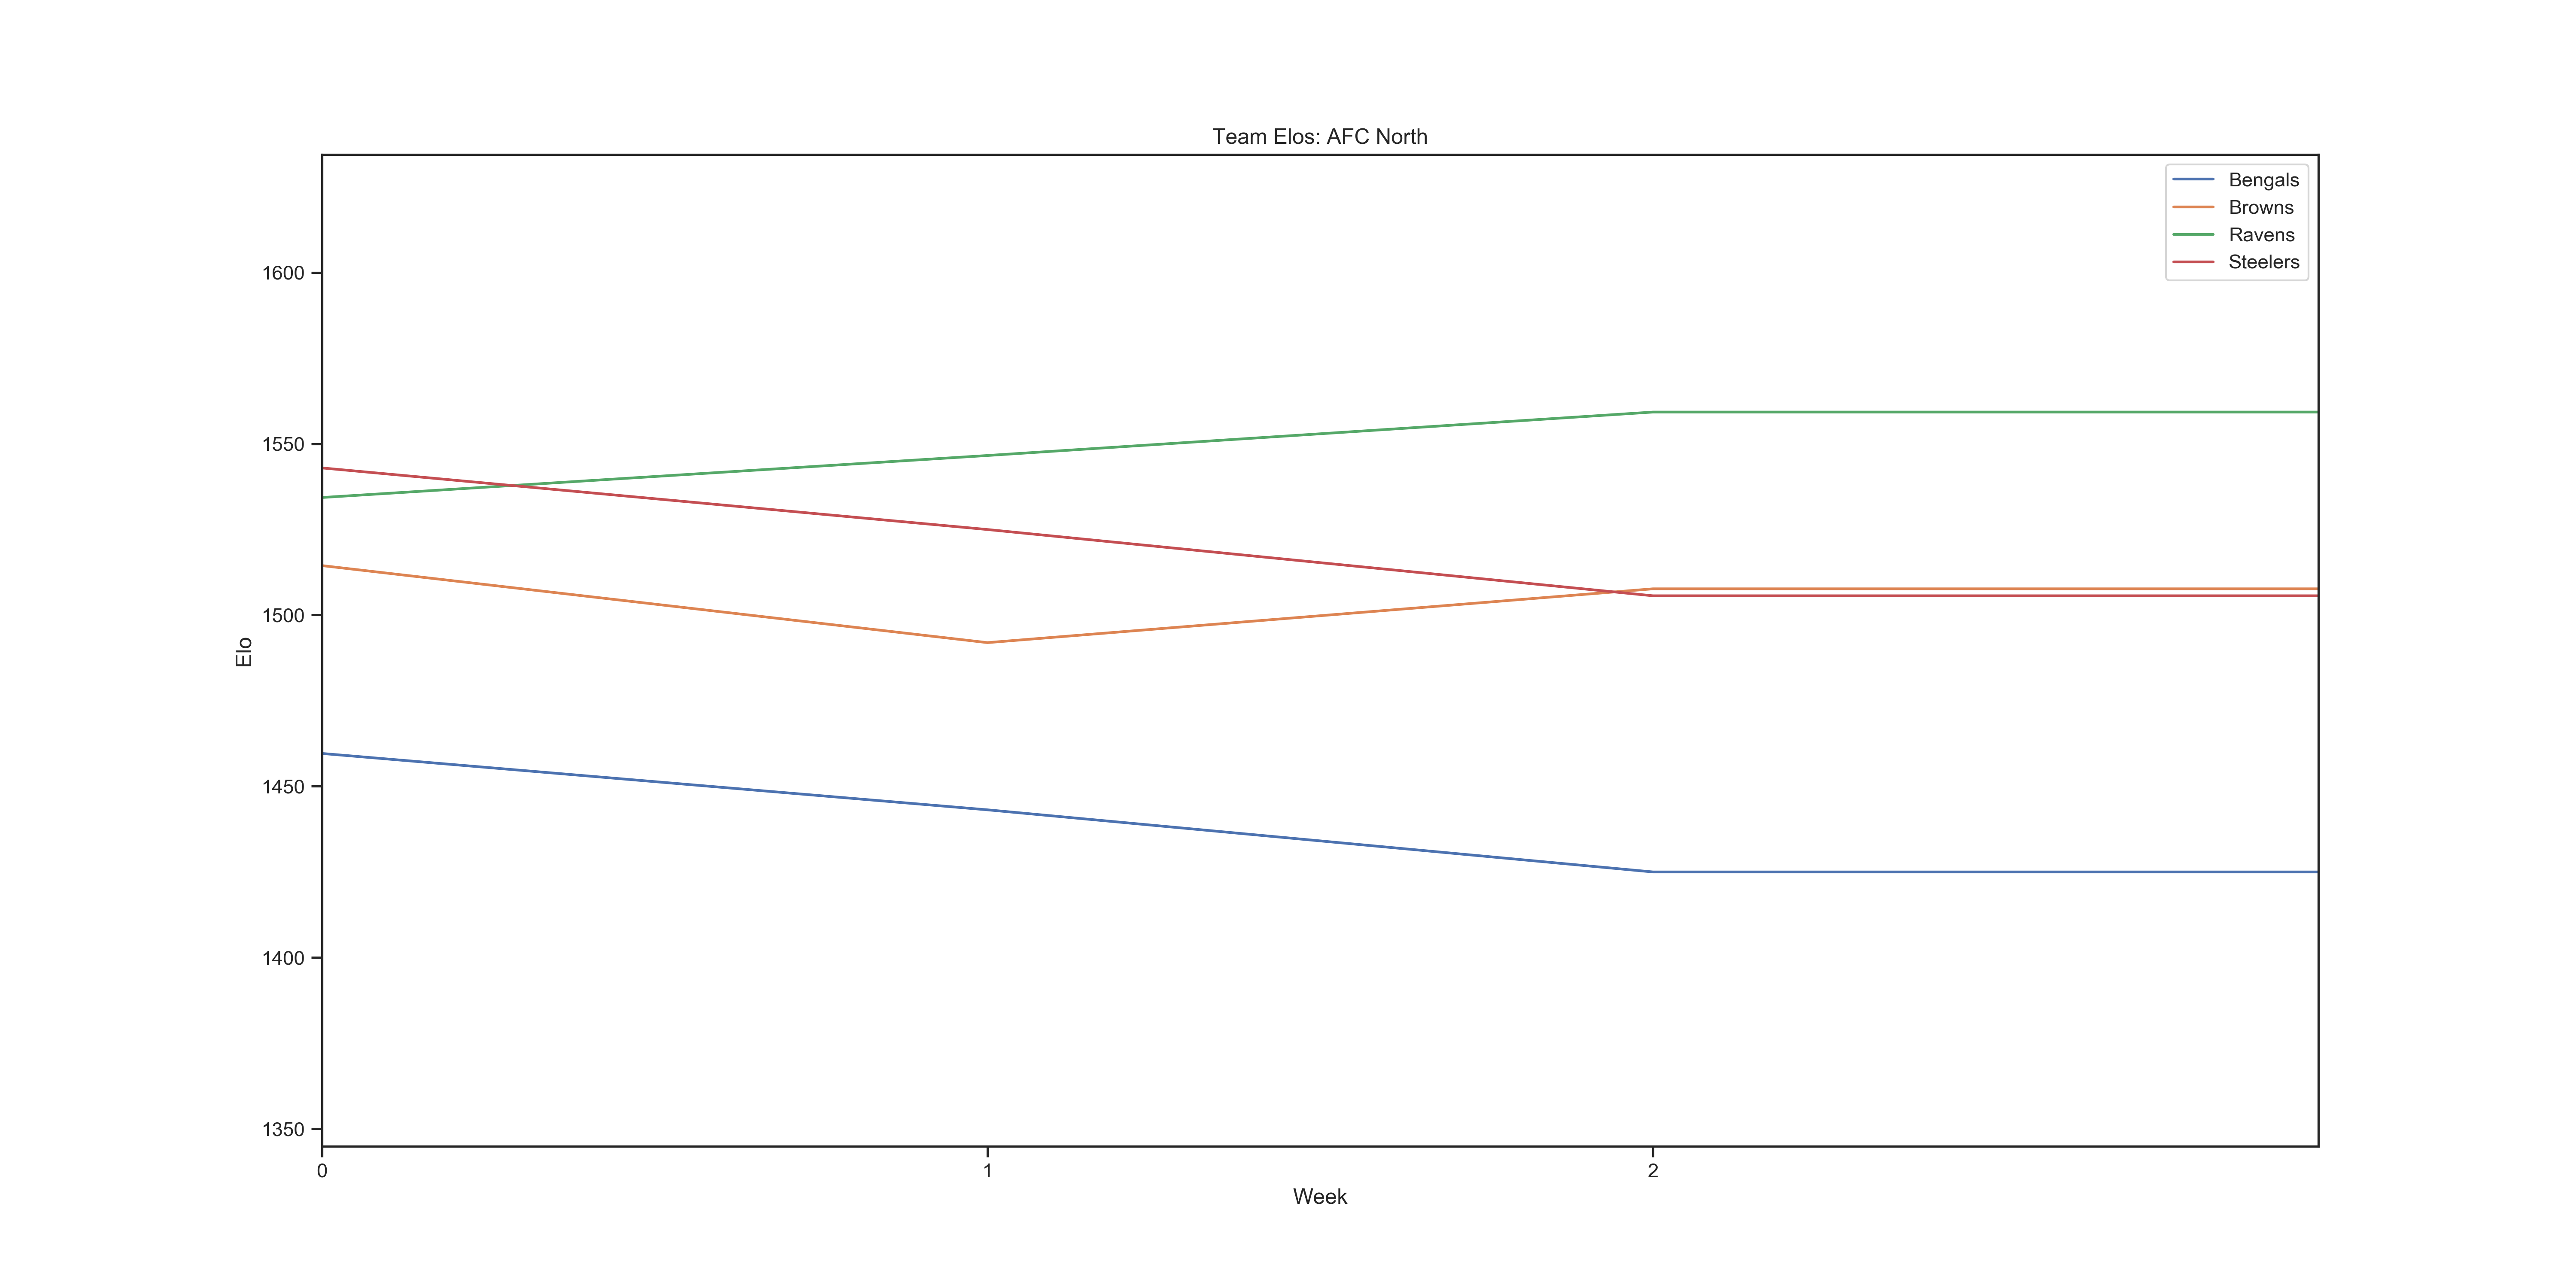 Team Elos: AFC North
Bengals
Browns
Ravens
Steelers
1600
1550
1500
1450
1400
1350
Elo
0
1
2
Week